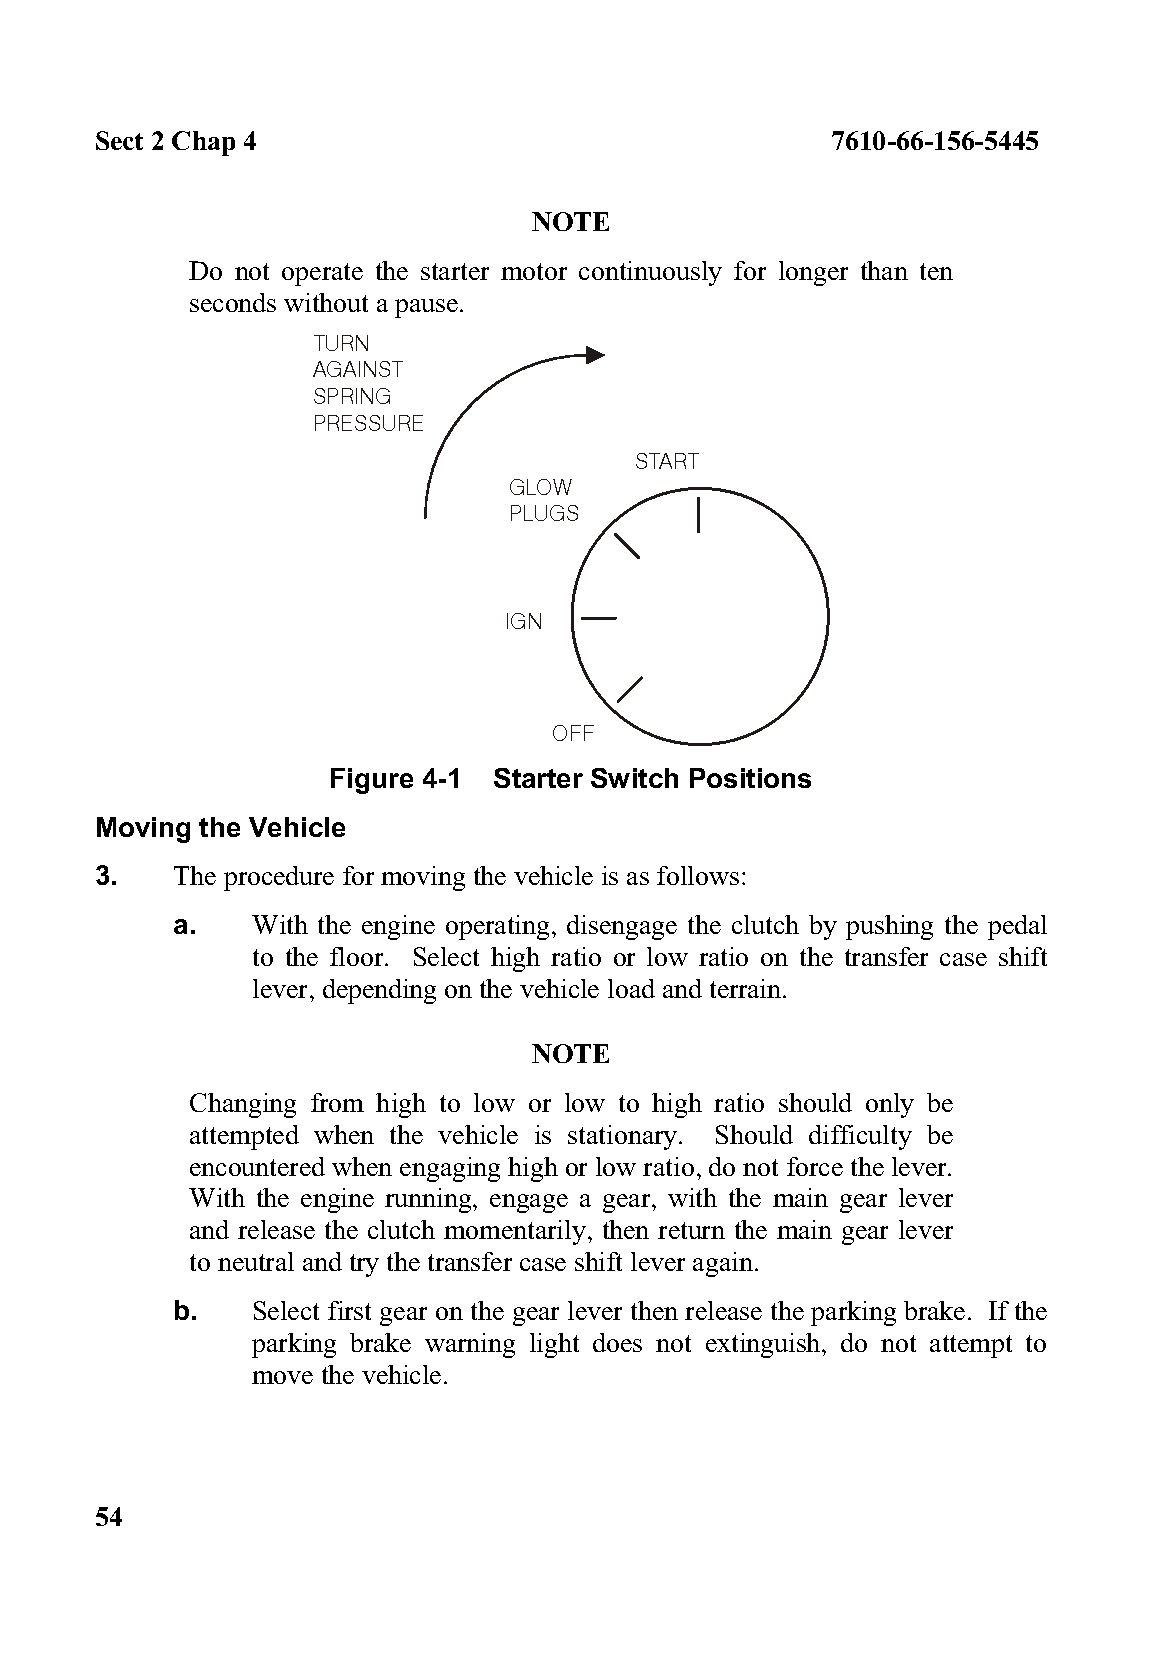 Sect 2 Chap 4 7610-66-156-5445
NOTE
Do not operate the starter motor continuously for longer than ten
seconds without a pause.
TURN
AGAINST
SPRING
PRESSURE
START
GLOW
PLUGS
IGN
OFF
Figure 4-1 Starter Switch Positions
Moving the Vehicle
3. The procedure for moving the vehicle is as follows:
a. With the engine operating, disengage the clutch by pushing the pedal
to the floor. Select high ratio or low ratio on the transfer case shift
lever, depending on the vehicle load and terrain.
NOTE
Changing from high to low or low to high ratio should only be
attempted when the vehicle is stationary. Should difficulty be
encountered when engaging high or low ratio, do not force the lever.
With the engine running, engage a gear, with the main gear lever
and release the clutch momentarily, then return the main gear lever
to neutral and try the transfer case shift lever again.
b. Select first gear on the gear lever then release the parking brake. If the
parking brake warning light does not extinguish, do not attempt to
move the vehicle.
54